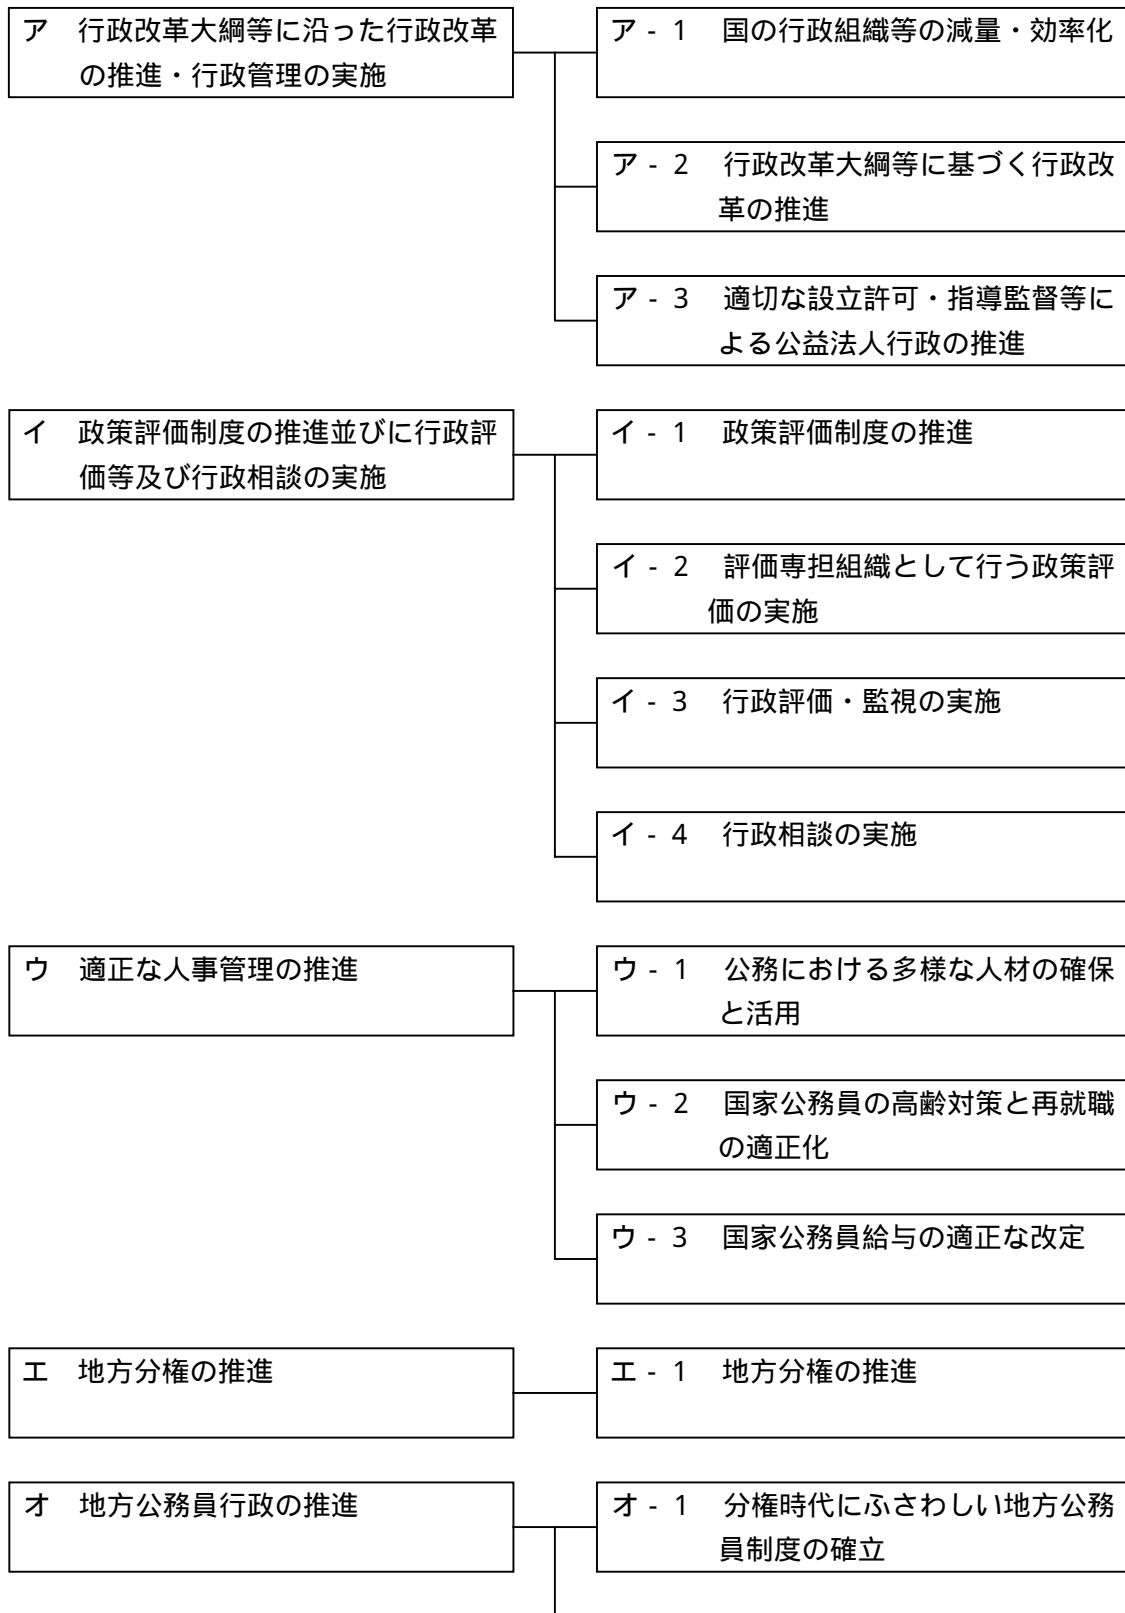 ア 行政改革大綱等に沿った行政改革
の推進・行政管理の実施
ア - 1 国の行政組織等の減量・効率化
ア - 2 行政改革大綱等に基づく行政改
革の推進
ア - 3 適切な設立許可・指導監督等に
よる公益法人行政の推進
イ 政策評価制度の推進並びに行政評
価等及び行政相談の実施
イ - 1 政策評価制度の推進
イ - 2 評価専担組織として行う政策評
価の実施
イ - 3 行政評価・監視の実施
イ - 4 行政相談の実施
ウ 適正な人事管理の推進
ウ - 1 公務における多様な人材の確保
と活用
ウ - 2 国家公務員の高齢対策と再就職
の適正化
ウ - 3 国家公務員給与の適正な改定
エ 地方分権の推進
エ - 1 地方分権の推進
オ 地方公務員行政の推進
オ - 1 分権時代にふさわしい地方公務
員制度の確立